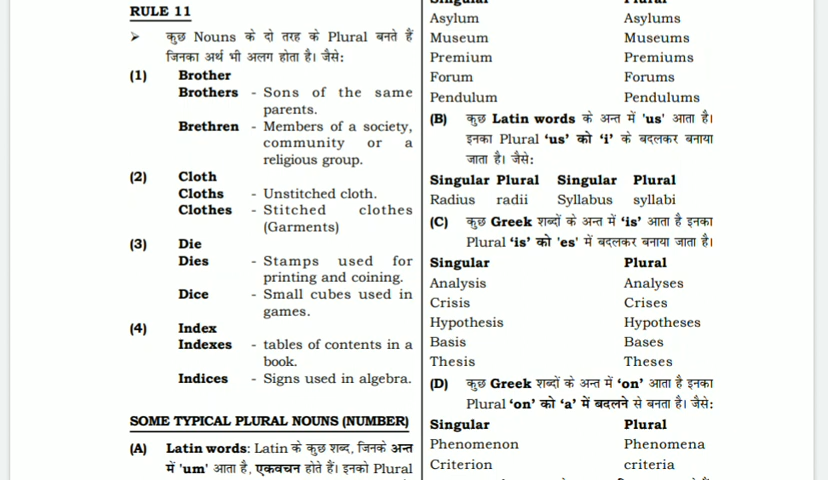 RULE 11
➢ कुछ Nouns के दो तरह के Plural बनते हैं
जिनका अर्थ भी अलग होता है। जैसे:
(1) Brother
Brothers - Sons of the same
parents.
Brethren - Members of a society,
community or a
religious group.
(2) Cloth
Cloths - Unstitched cloth.
Clothes - Stitched clothes
(Garments)
(3) Die
Dies - Stamps used for
printing and coining.
Dice - Small cubes used in
games.
(4) Index
Indexes - tables of contents in a
book.
Indices - Signs used in algebra.
SOME TYPICAL PLURAL NOUNS (NUMBER)
(A) Latin words: Latin के कुछ शब्द, जिनके अन्त
में 'um' आता है, एकवचन होते हैं। इनको Plural
Singular Plural
Asylum Asylums
Museum Museums
Premium Premiums
Forum Forums
Pendulum Pendulums
(B) कुछ Latin words के अन्त में 'us' आता है।
इनका Plural ‘us’ को ‘i’ के बदलकर बनाया
जाता है। जैसे:
Singular Plural Singular Plural
Radius radii Syllabus syllabi
(C) कुछ Greek शब्दों के अन्त में ‘is’ आता है इनका
Plural ‘is’ को 'es' में बदलकर बनाया जाता है।
Singular Plural
Analysis Analyses
Crisis Crises
Hypothesis Hypotheses
Basis Bases
Thesis Theses
(D) कुछ Greek शब्दों के अन्त में ‘on’ आता है इनका
Plural ‘on’ को ‘a’ में बदलने से बनता है। जैसे:
Singular Plural
Phenomenon Phenomena
Criterion criteria